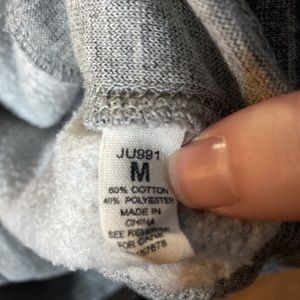 JU991
M
60% COTTON
40% POLYESTER
MADE IN
CHINA
SEE
FOR